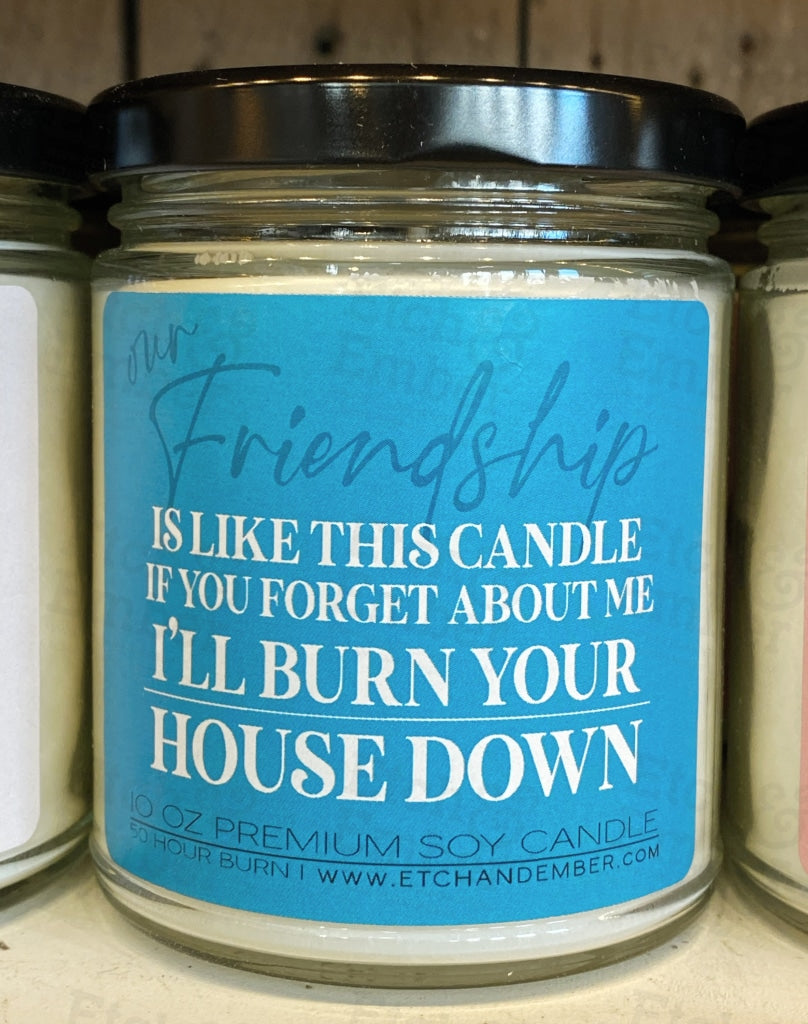 our
Friendship
IS LIKE THIS CANDLE
IF YOU FORGET ABOUT ME
I'LL BURN YOUR
HOUSE DOWN
10 OZ PREMIUM SOY CANDLE
50 HOUR BURN | WWW.ETCHANDEMBER.COM